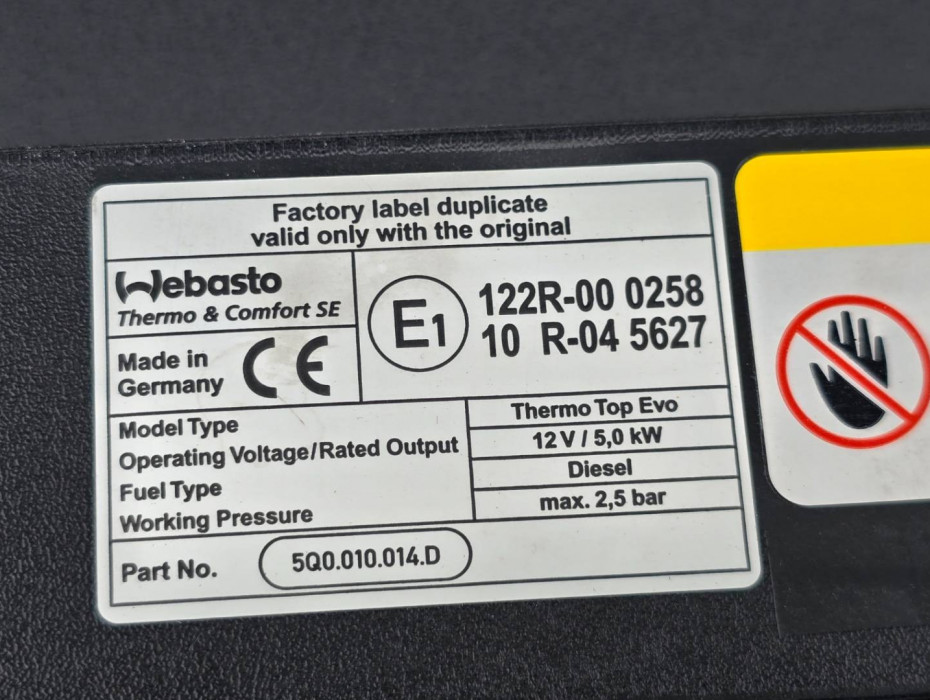 Factory label duplicate
valid only with the original
Webasto
Thermo & Comfort SE
Made in
Germany
CE
E1
122R-00 0258
10 R-04 5627
Model Type
Thermo Top Evo
Operating Voltage/Rated Output
12 V / 5,0 kW
Fuel Type
Diesel
Working Pressure
max. 2,5 bar
Part No.
5Q0.010.014.D